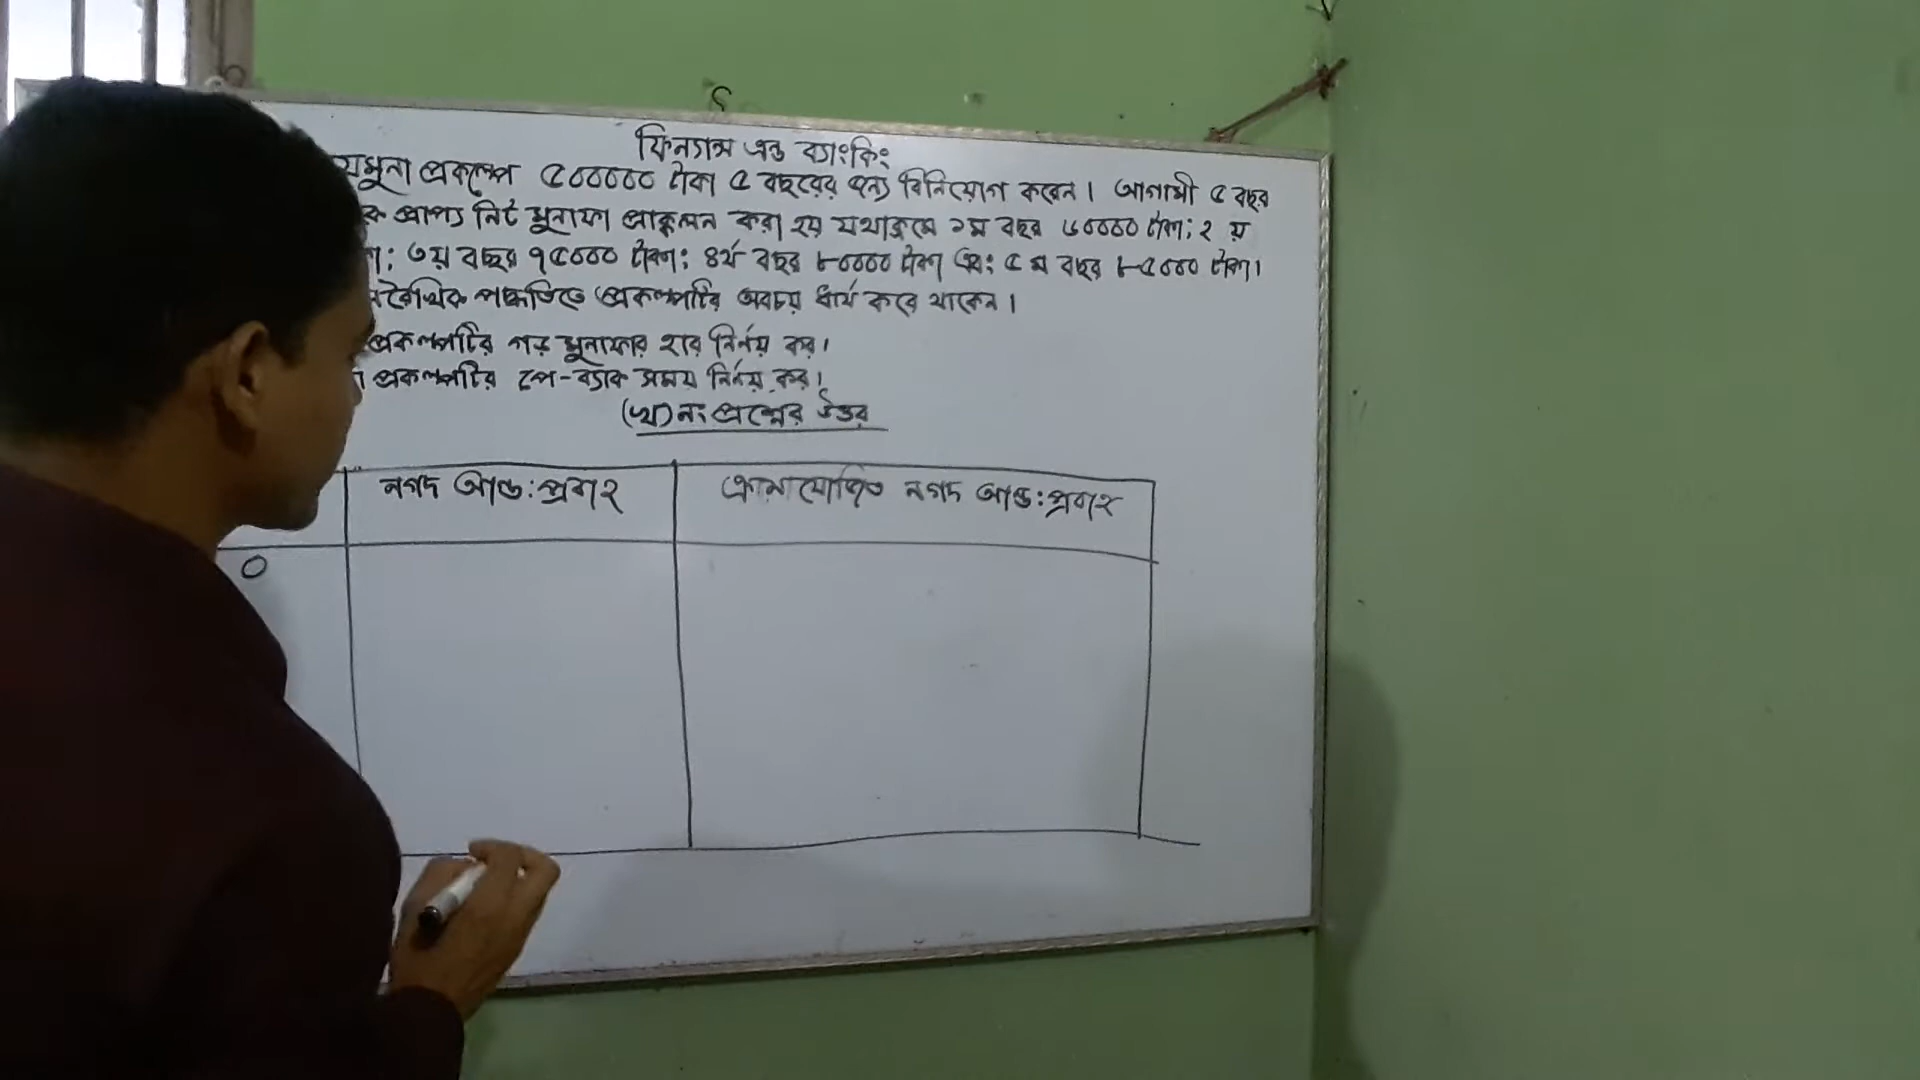 ফিন্যান্স এন্ড ব্যাংকিং
যমুনা প্রকল্পে ৫০০০০০ টাকা ৫ বছরের জন্য বিনিয়োগ করেন। আগামী ৫ বছর
ক প্রাপ্য নিট মুনাফা প্রাক্কলন করা হয় যথাক্রমে ১ম বছর ৬০০০০ টাকা; ২ য়
; ৩য় বছর ৭৫০০০ টাকা; ৪র্থ বছর ৮০০০০ টাকা এবং ৫ ম বছর ৮৫০০০ টাকা।
রৈখিক পদ্ধতিতে প্রকল্পটির অবচয় ধার্য করে থাকেন।
প্রকল্পটির গড় মুনাফার হার নির্ণয় কর।
প্রকল্পটির পে-ব্যাক সময় নির্ণয় কর।
(খ) নং প্রশ্নের উত্তর
নগদ আন্ত:প্রবাহ
ক্রমযোজিত নগদ আন্ত:প্রবাহ
0